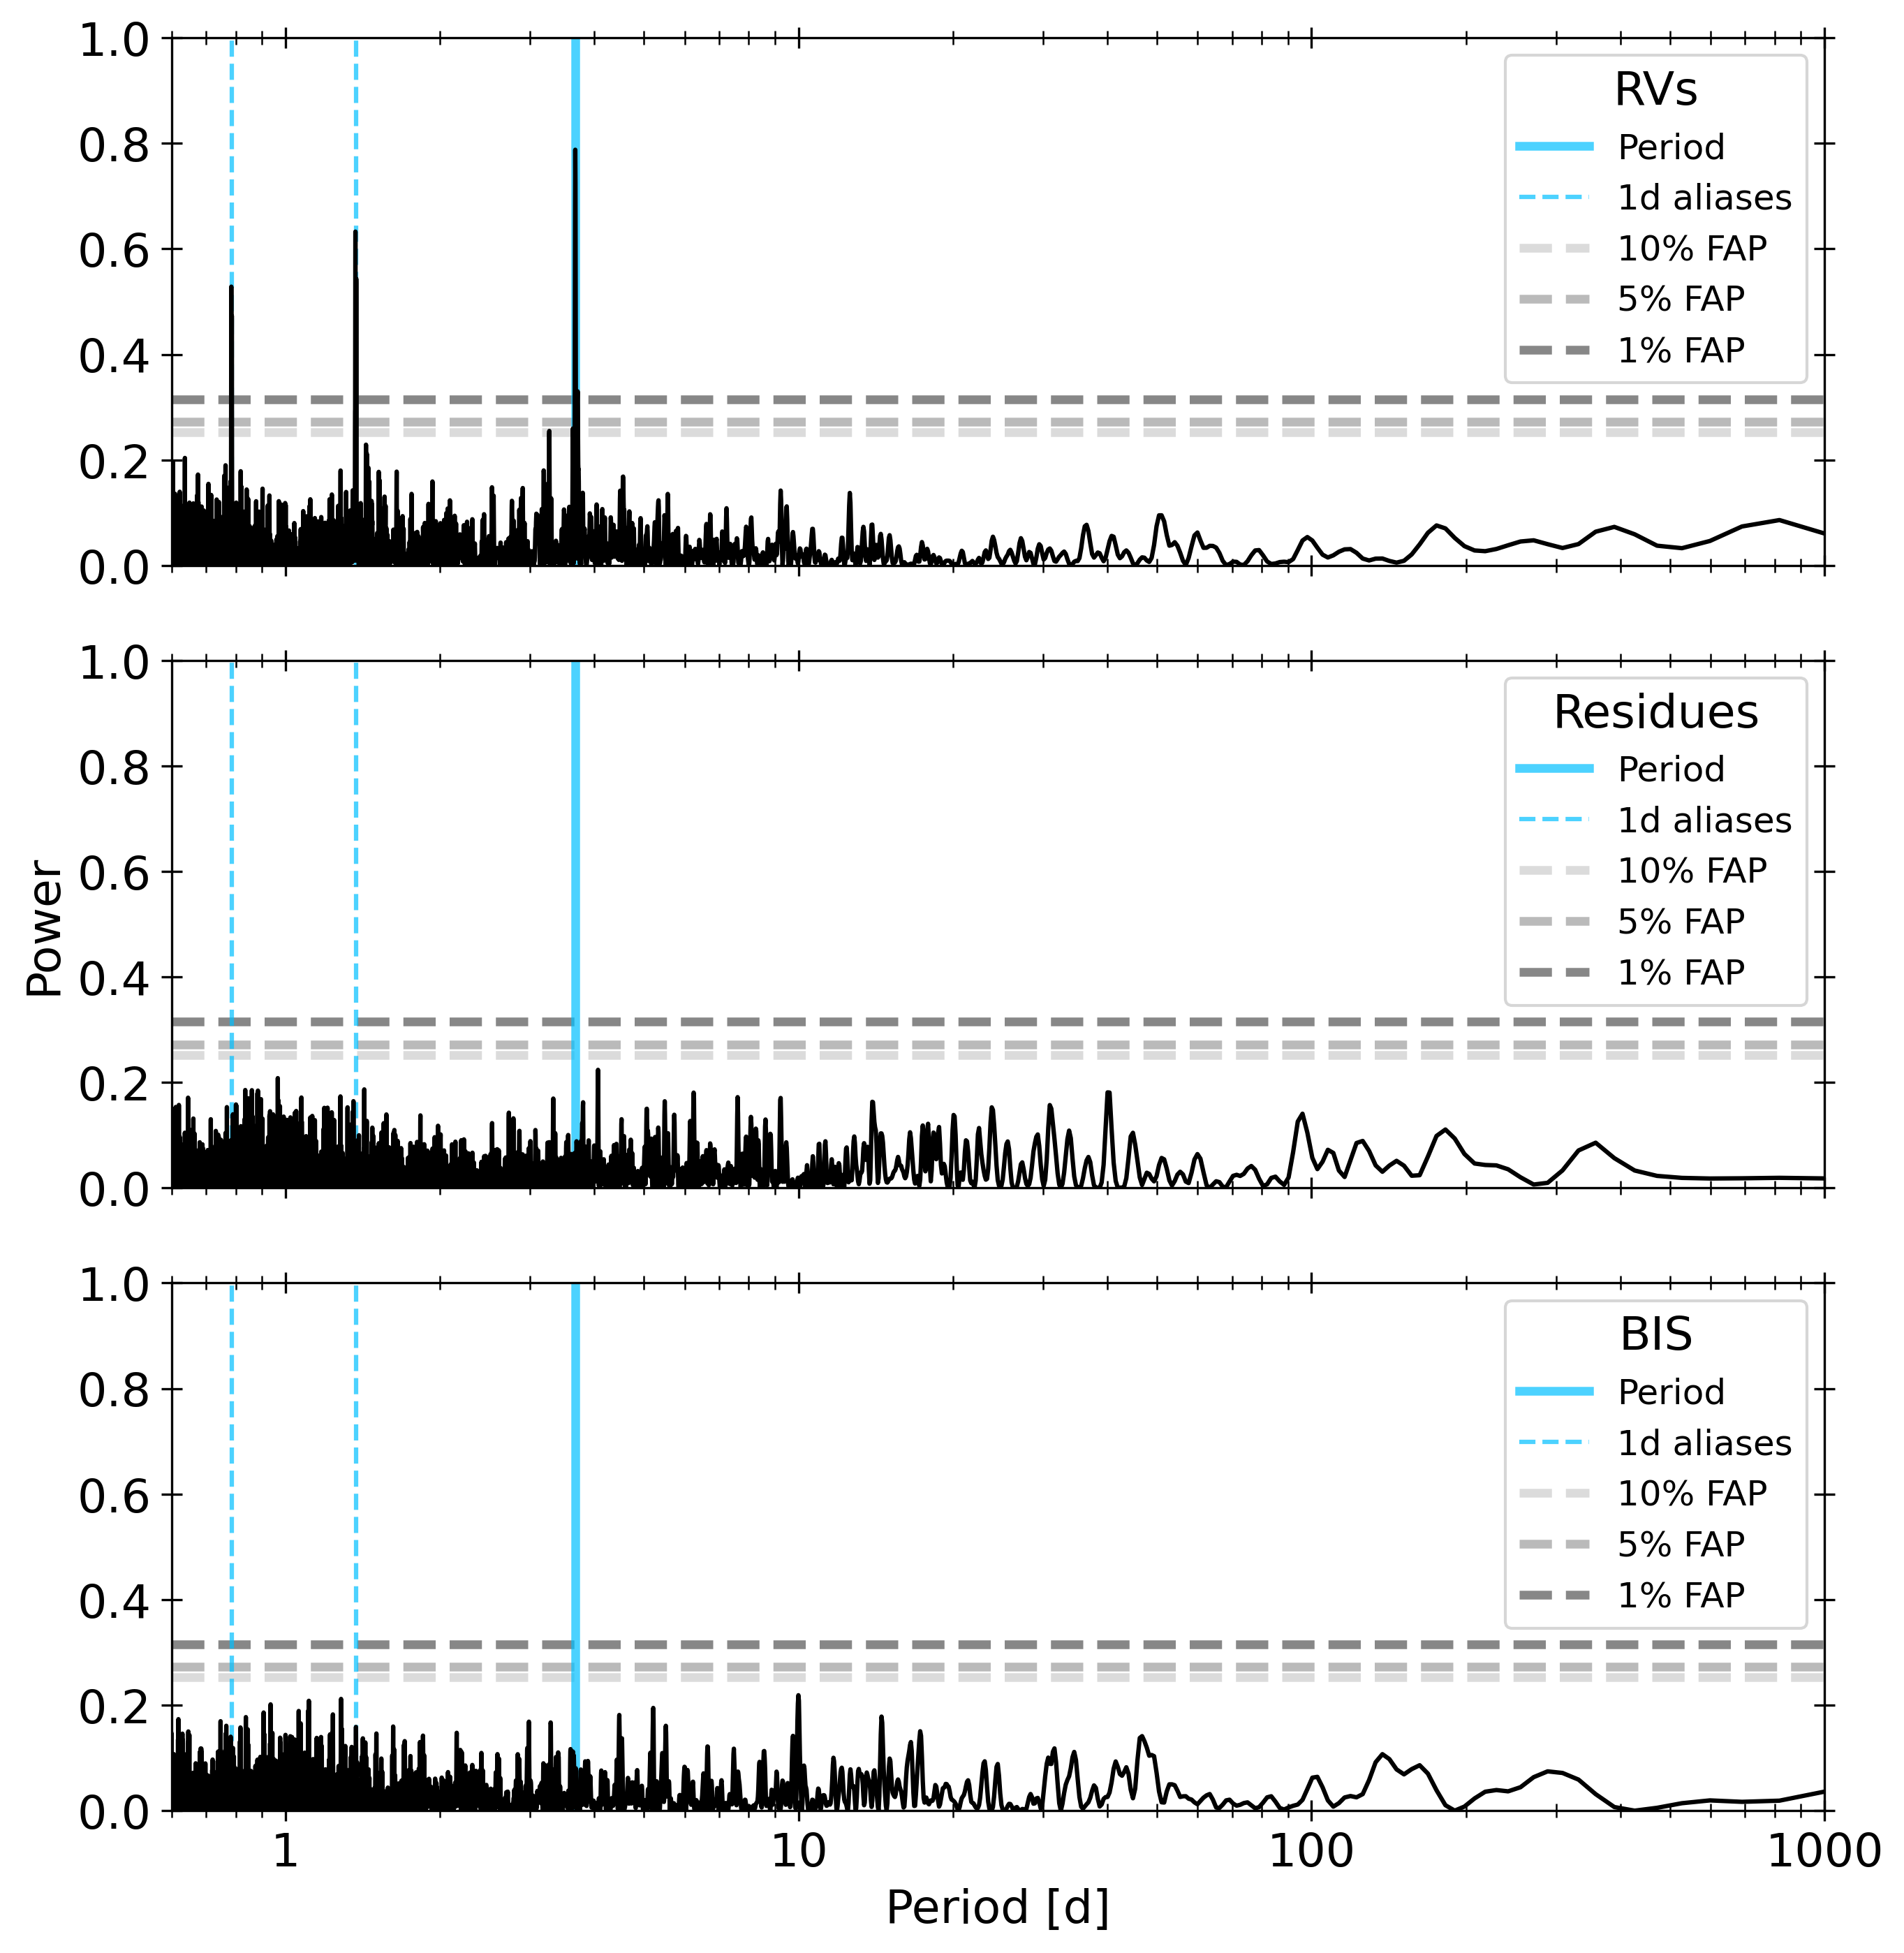 1.0
0.8
0.6
0.4
0.2
0.0
RVs
Period
1d aliases
10% FAP
5% FAP
1% FAP
1.0
0.8
0.6
0.4
0.2
0.0
Residues
Period
1d aliases
10% FAP
5% FAP
1% FAP
Power
1.0
0.8
0.6
0.4
0.2
0.0
BIS
Period
1d aliases
10% FAP
5% FAP
1% FAP
1 10 100 1000
Period [d]